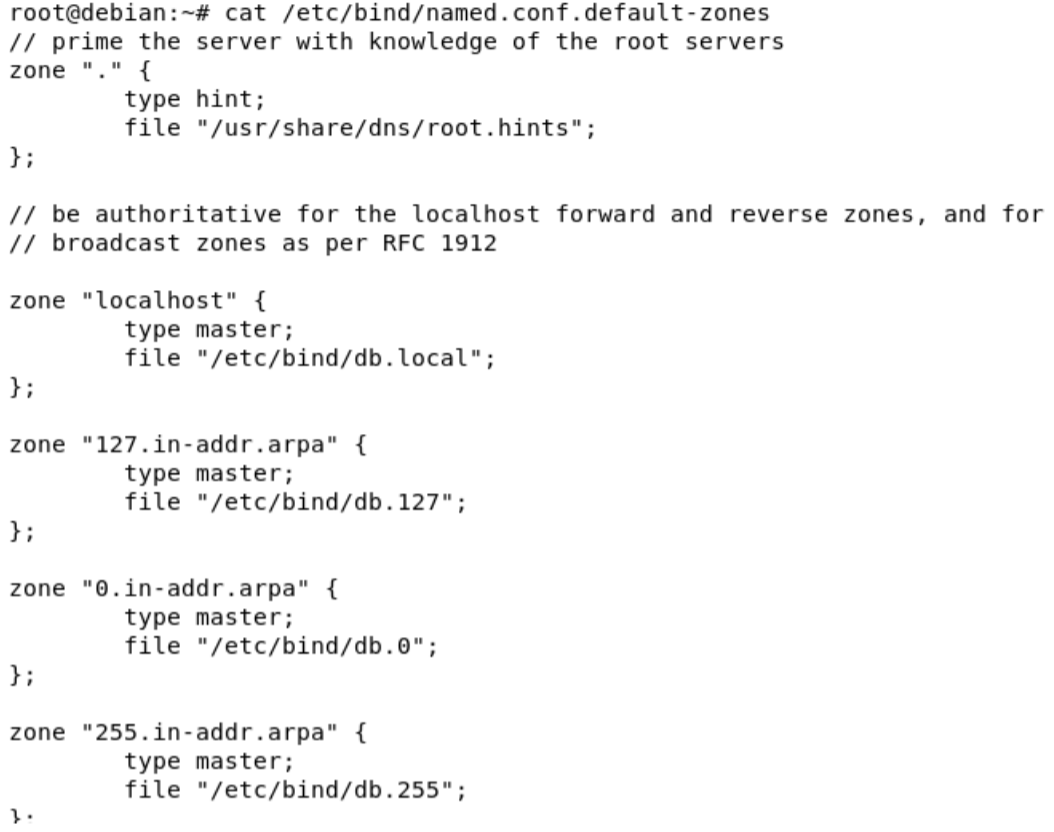 root@debian:~# cat /etc/bind/named.conf.default-zones
// prime the server with knowledge of the root servers
zone "." {
        type hint;
        file "/usr/share/dns/root.hints";
};

// be authoritative for the localhost forward and reverse zones, and for
// broadcast zones as per RFC 1912

zone "localhost" {
        type master;
        file "/etc/bind/db.local";
};

zone "127.in-addr.arpa" {
        type master;
        file "/etc/bind/db.127";
};

zone "0.in-addr.arpa" {
        type master;
        file "/etc/bind/db.0";
};

zone "255.in-addr.arpa" {
        type master;
        file "/etc/bind/db.255";
};